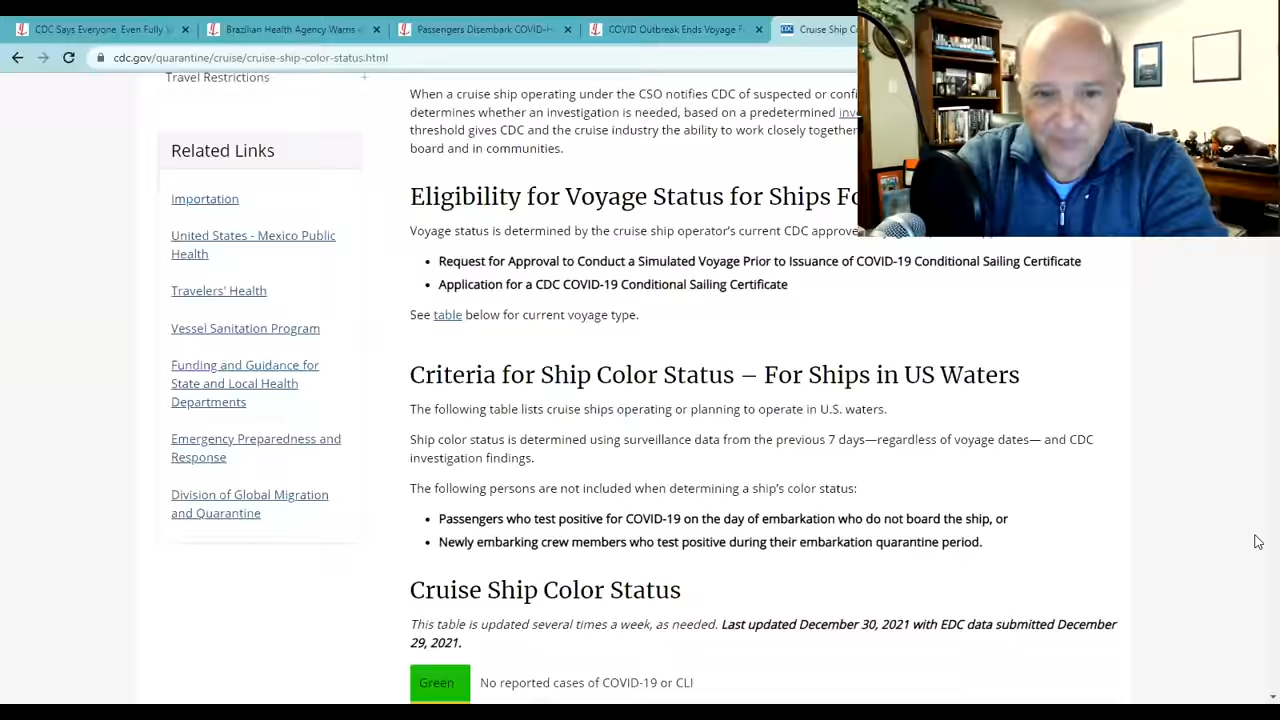 CDC Says Everyone, Even Fully
Brazilian Health Agency Warns
Passengers Disembark COVID-
COVID Outbreak Ends Voyage
CDC
Cruise Ship
cdc.gov/quarantine/cruise/cruise-ship-color-status.html
Travel Restrictions +
When a cruise ship operating under the CSO notifies CDC of suspected or
determines whether an investigation is needed, based on a predetermined
threshold gives CDC and the cruise industry the ability to work closely together
board and in communities.
Related Links
Importation
United States - Mexico Public
Health
Travelers' Health
Vessel Sanitation Program
Funding and Guidance for
State and Local Health
Departments
Emergency Preparedness and
Response
Division of Global Migration
and Quarantine
Eligibility for Voyage Status for Ships
Voyage status is determined by the cruise ship operator's current CDC
• Request for Approval to Conduct a Simulated Voyage Prior to Issuance of COVID-19 Conditional Sailing Certificate
• Application for a CDC COVID-19 Conditional Sailing Certificate
See table below for current voyage type.
Criteria for Ship Color Status – For Ships in US Waters
The following table lists cruise ships operating or planning to operate in U.S. waters.
Ship color status is determined using surveillance data from the previous 7 days—regardless of voyage dates— and CDC
investigation findings.
The following persons are not included when determining a ship's color status:
• Passengers who test positive for COVID-19 on the day of embarkation who do not board the ship, or
• Newly embarking crew members who test positive during their embarkation quarantine period.
Cruise Ship Color Status
This table is updated several times a week, as needed. Last updated December 30, 2021 with EDC data submitted December
29, 2021.
Green No reported cases of COVID-19 or CLI